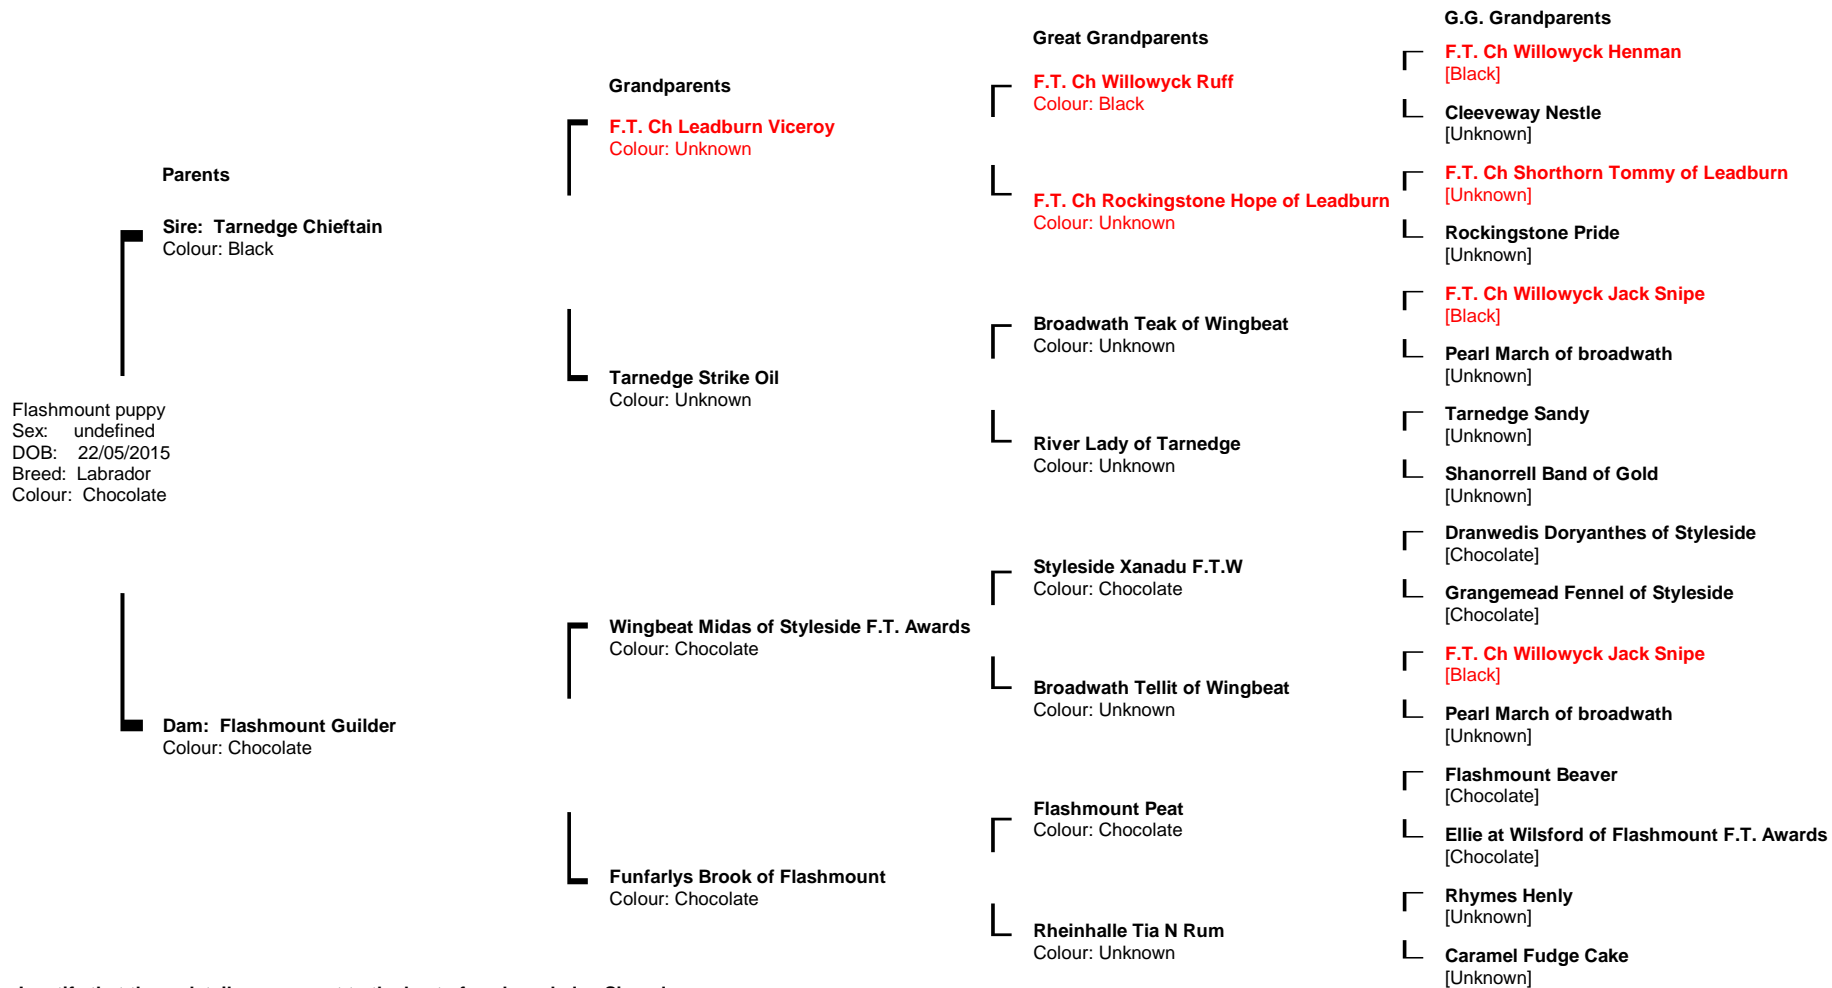 Flashmount puppy
Sex: undefined
DOB: 22/05/2015
Breed: Labrador
Colour: Chocolate
Parents
Sire: Tarnedge Chieftain
Colour: Black
Dam: Flashmount Guilder
Colour: Chocolate
Grandparents
F.T. Ch Leadburn Viceroy
Colour: Unknown
Tarnedge Strike Oil
Colour: Unknown
Wingbeat Midas of Styleside F.T. Awards
Colour: Chocolate
Funfarlys Brook of Flashmount
Colour: Chocolate
Great Grandparents
F.T. Ch Willowyck Ruff
Colour: Black
F.T. Ch Rockingstone Hope of Leadburn
Colour: Unknown
Broadwath Teak of Wingbeat
Colour: Unknown
River Lady of Tarnedge
Colour: Unknown
Styleside Xanadu F.T.W
Colour: Chocolate
Broadwath Tellit of Wingbeat
Colour: Unknown
Flashmount Peat
Colour: Chocolate
Rheinhalle Tia N Rum
Colour: Unknown
G.G. Grandparents
F.T. Ch Willowyck Henman
[Black]
Cleeveway Nestle
[Unknown]
F.T. Ch Shorthorn Tommy of Leadburn
[Unknown]
Rockingstone Pride
[Unknown]
F.T. Ch Willowyck Jack Snipe
[Black]
Pearl March of broadwath
[Unknown]
Tarnedge Sandy
[Unknown]
Shanorrell Band of Gold
[Unknown]
Dranwedis Doryanthes of Styleside
[Chocolate]
Grangemead Fennel of Styleside
[Chocolate]
F.T. Ch Willowyck Jack Snipe
[Black]
Pearl March of broadwath
[Unknown]
Flashmount Beaver
[Chocolate]
Ellie at Wilsford of Flashmount F.T. Awards
[Chocolate]
Rhymes Henly
[Unknown]
Caramel Fudge Cake
[Unknown]